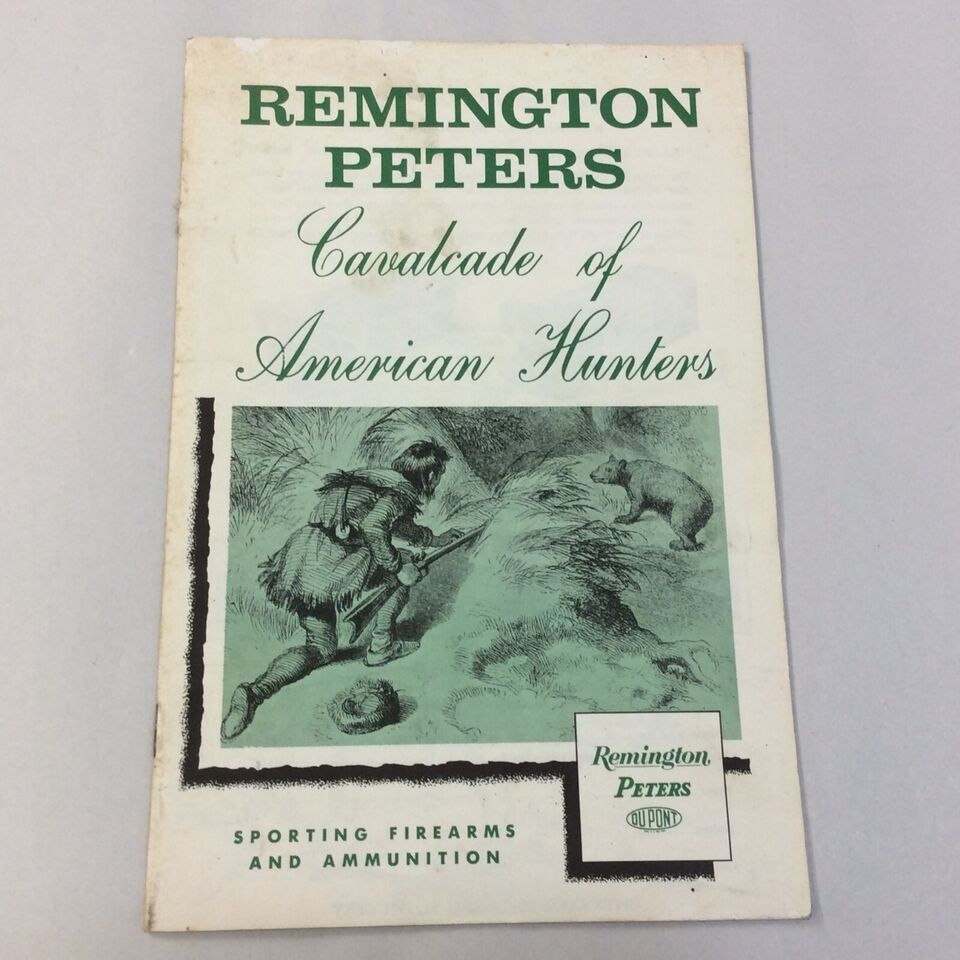 REMINGTON
PETERS
Cavalcade of
American Hunters
Remington,
PETERS
DU PONT
SPORTING FIREARMS
AND AMMUNITION